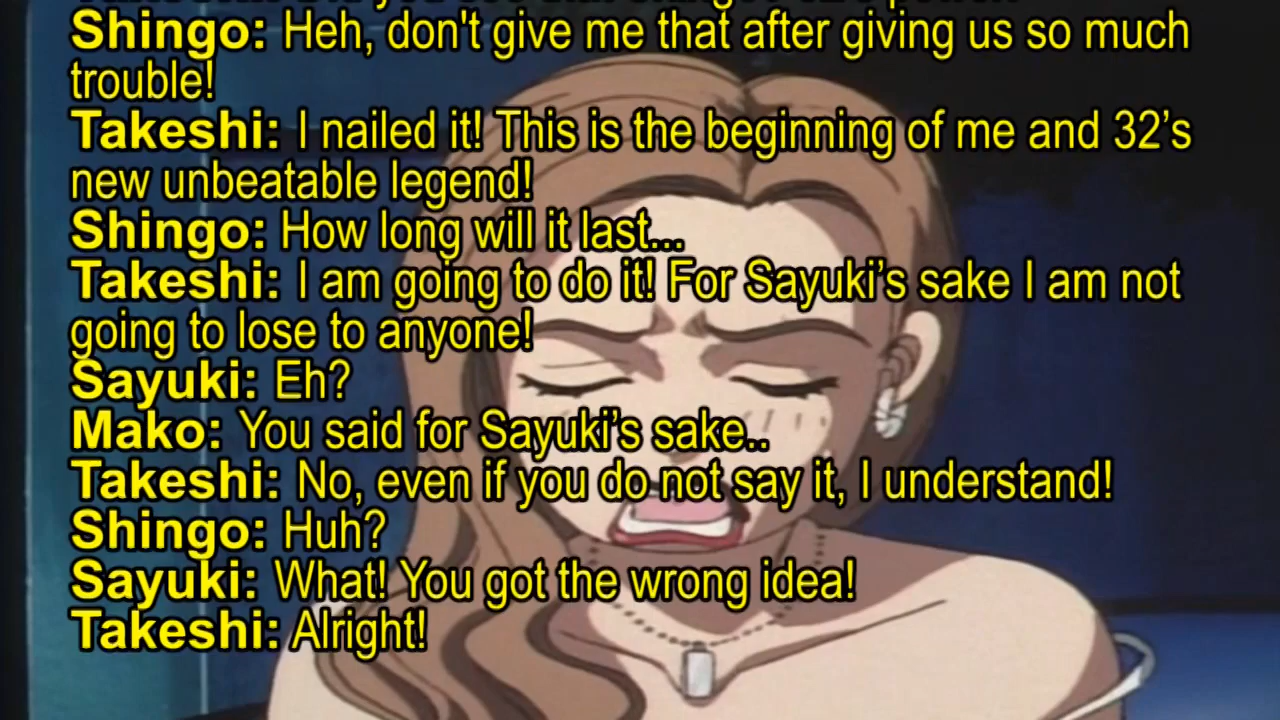 Shingo: Heh, don't give me that after giving us so much
trouble!
Takeshi: I nailed it! This is the beginning of me and 32’s
new unbeatable legend!
Shingo: How long will it last...
Takeshi: I am going to do it! For Sayuki’s sake I am not
going to lose to anyone!
Sayuki: Eh?
Mako: You said for Sayuki’s sake..
Takeshi: No, even if you do not say it, I understand!
Shingo: Huh?
Sayuki: What! You got the wrong idea!
Takeshi: Alright!